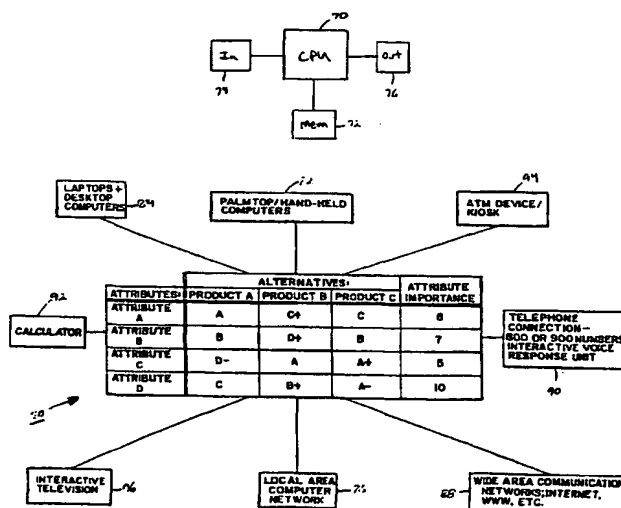 70
In
CPU
Out
74
76
Mem
72
LAPTOPS +
DESKTOP
COMPUTERS
84
PALMTOP/HAND-HELD
COMPUTERS
94
ATM DEVICE/
KIOSK
ALTERNATIVES:
ATTRIBUTE
IMPORTANCE
ATTRIBUTES: PRODUCT A PRODUCT B PRODUCT C
ATTRIBUTE
A
A C+ C 8
ATTRIBUTE
B
B D+ B 7
ATTRIBUTE
C
D- A A+ 5
ATTRIBUTE
D
C B+ A- 10
92
CALCULATOR
TELEPHONE
CONNECTION—
800 OR 900 NUMBERS
INTERACTIVE VOICE
RESPONSE UNIT
90
INTERACTIVE
TELEVISION
96
LOCAL AREA
COMPUTER
NETWORK
88
WIDE AREA COMMUNICATION
NETWORKS; INTERNET,
WWW, ETC.